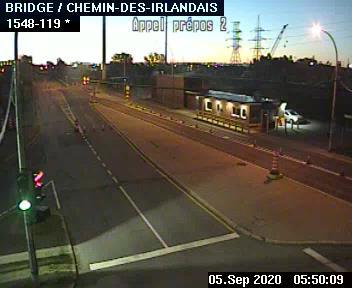 BRIDGE / CHEMIN-DES-IRLANDAIS
1548-119 *
Appel prépos 2
05.Sep 2020 05:50:09